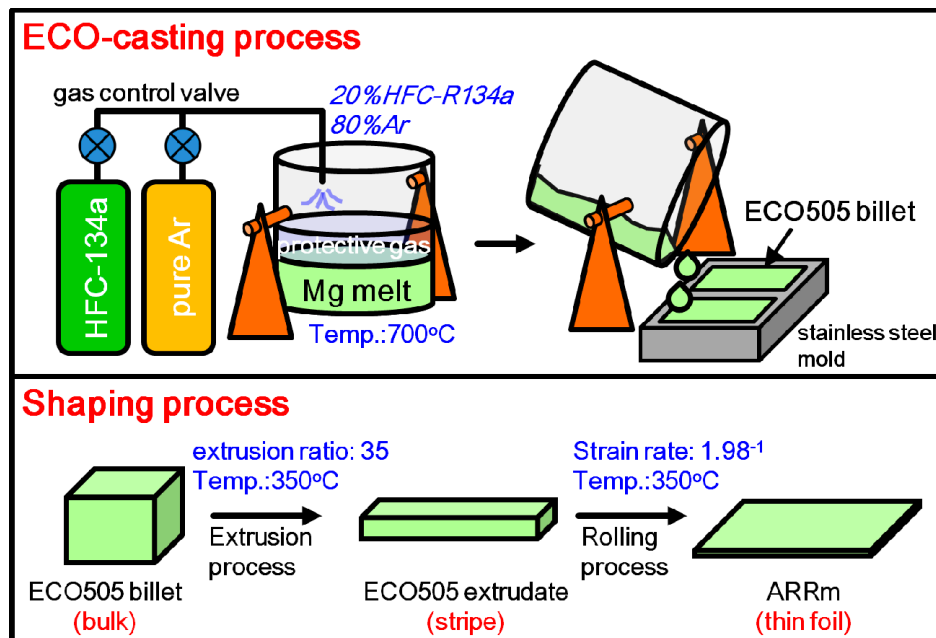 ECO-casting process
gas control valve
20%HFC-R134a
80%Ar
HFC-134a
pure Ar
protective gas
Mg melt
Temp.:700°C
ECO505 billet
stainless steel
mold
Shaping process
extrusion ratio: 35
Temp.:350°C
Extrusion
process
Strain rate: 1.98⁻¹
Temp.:350°C
Rolling
process
ECO505 billet
(bulk)
ECO505 extrudate
(stripe)
ARRm
(thin foil)